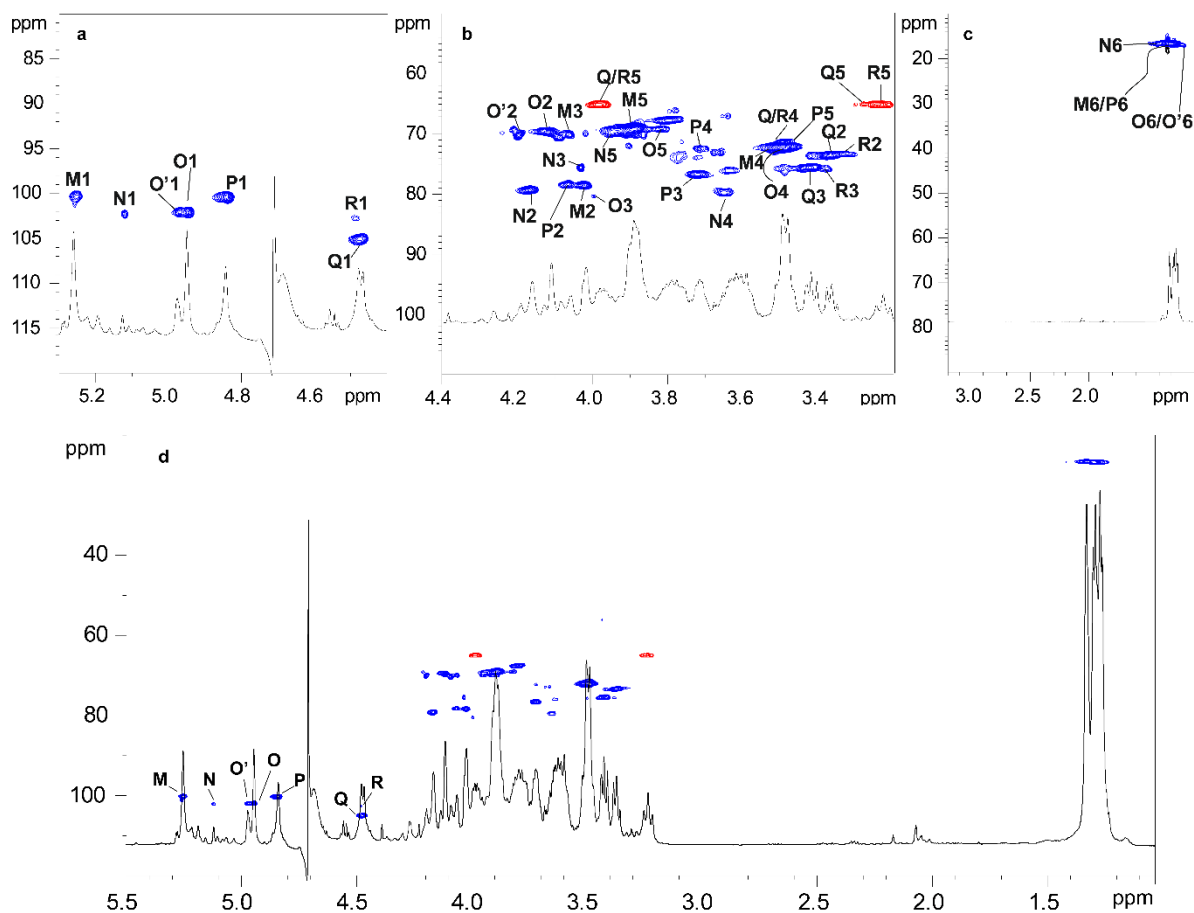 ppm
a
85
90
95
100
105
110
115
M1
N1
O'1
O1
P1
R1
Q1
5.2
5.0
4.8
4.6
ppm
ppm
b
60
70
80
90
100
Q/R5
O'2
O2
M3
M5
P4
Q/R4
P5
Q5
R5
Q2
R2
N3
N5
O5
M4
P3
O4
Q3
R3
N2
P2
M2
O3
N4
4.4
4.2
4.0
3.8
3.6
3.4
ppm
ppm
c
20
30
40
50
60
70
80
N6
M6/P6
O6/O'6
3.0
2.5
2.0
ppm
ppm
d
40
60
80
100
M
N
O'
O
P
Q
R
5.5
5.0
4.5
4.0
3.5
3.0
2.5
2.0
1.5
ppm